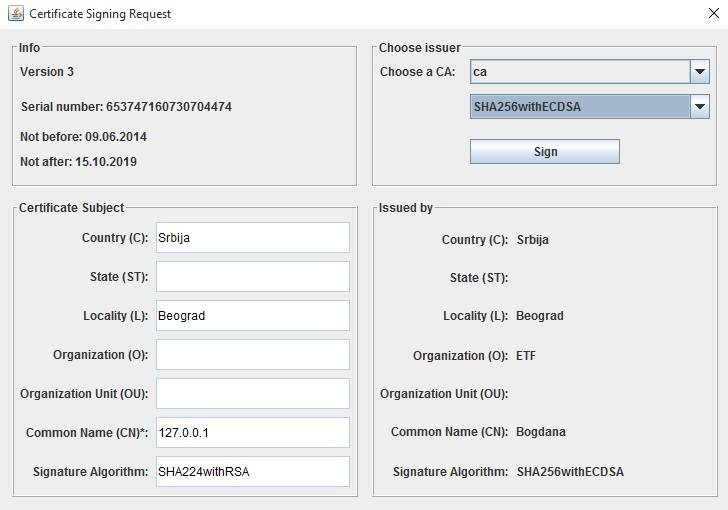 Certificate Signing Request
Info
Version 3
Serial number: 653747160730704474
Not before: 09.06.2014
Not after: 15.10.2019
Choose issuer
Choose a CA: ca
SHA256withECDSA
Sign
Certificate Subject
Country (C): Srbija
State (ST):
Locality (L): Beograd
Organization (O):
Organization Unit (OU):
Common Name (CN)*: 127.0.0.1
Signature Algorithm: SHA224withRSA
Issued by
Country (C): Srbija
State (ST):
Locality (L): Beograd
Organization (O): ETF
Organization Unit (OU):
Common Name (CN): Bogdana
Signature Algorithm: SHA256withECDSA